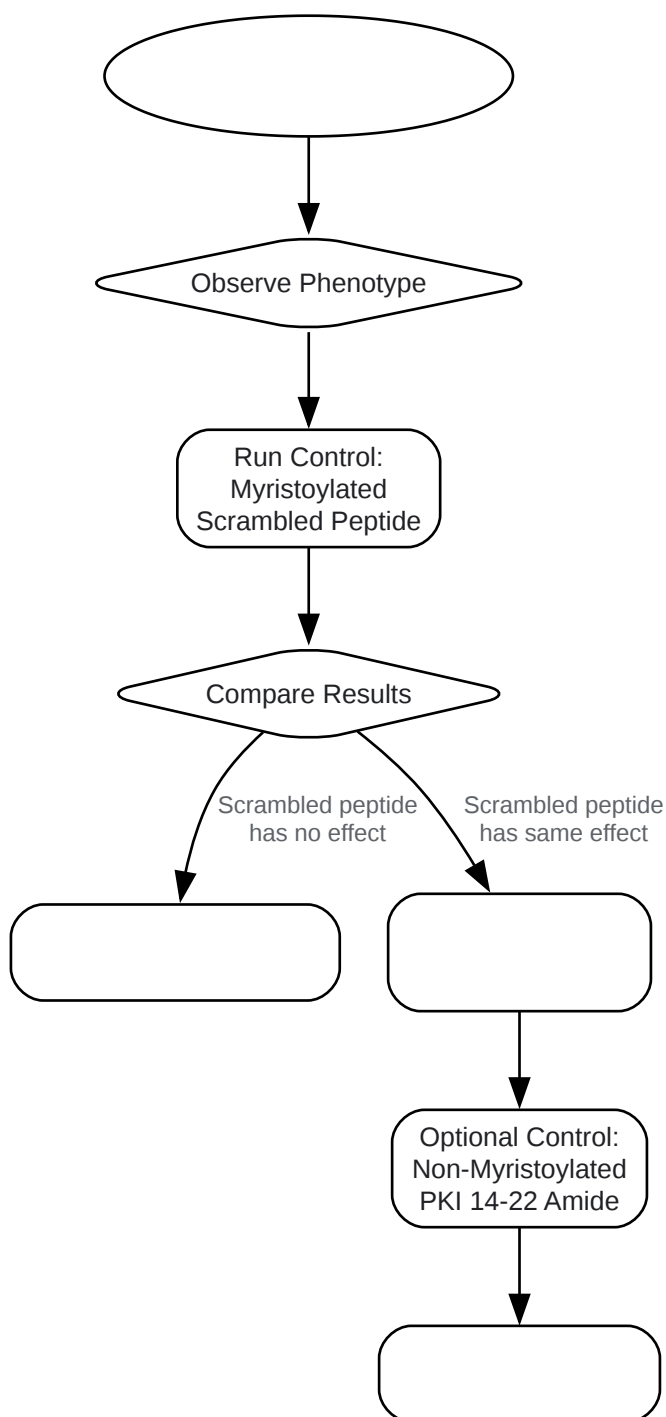 Observe Phenotype
Run Control:
Myristoylated
Scrambled Peptide
Compare Results
Scrambled peptide
has no effect
Scrambled peptide
has same effect
Optional Control:
Non-Myristoylated
PKI 14-22 Amide